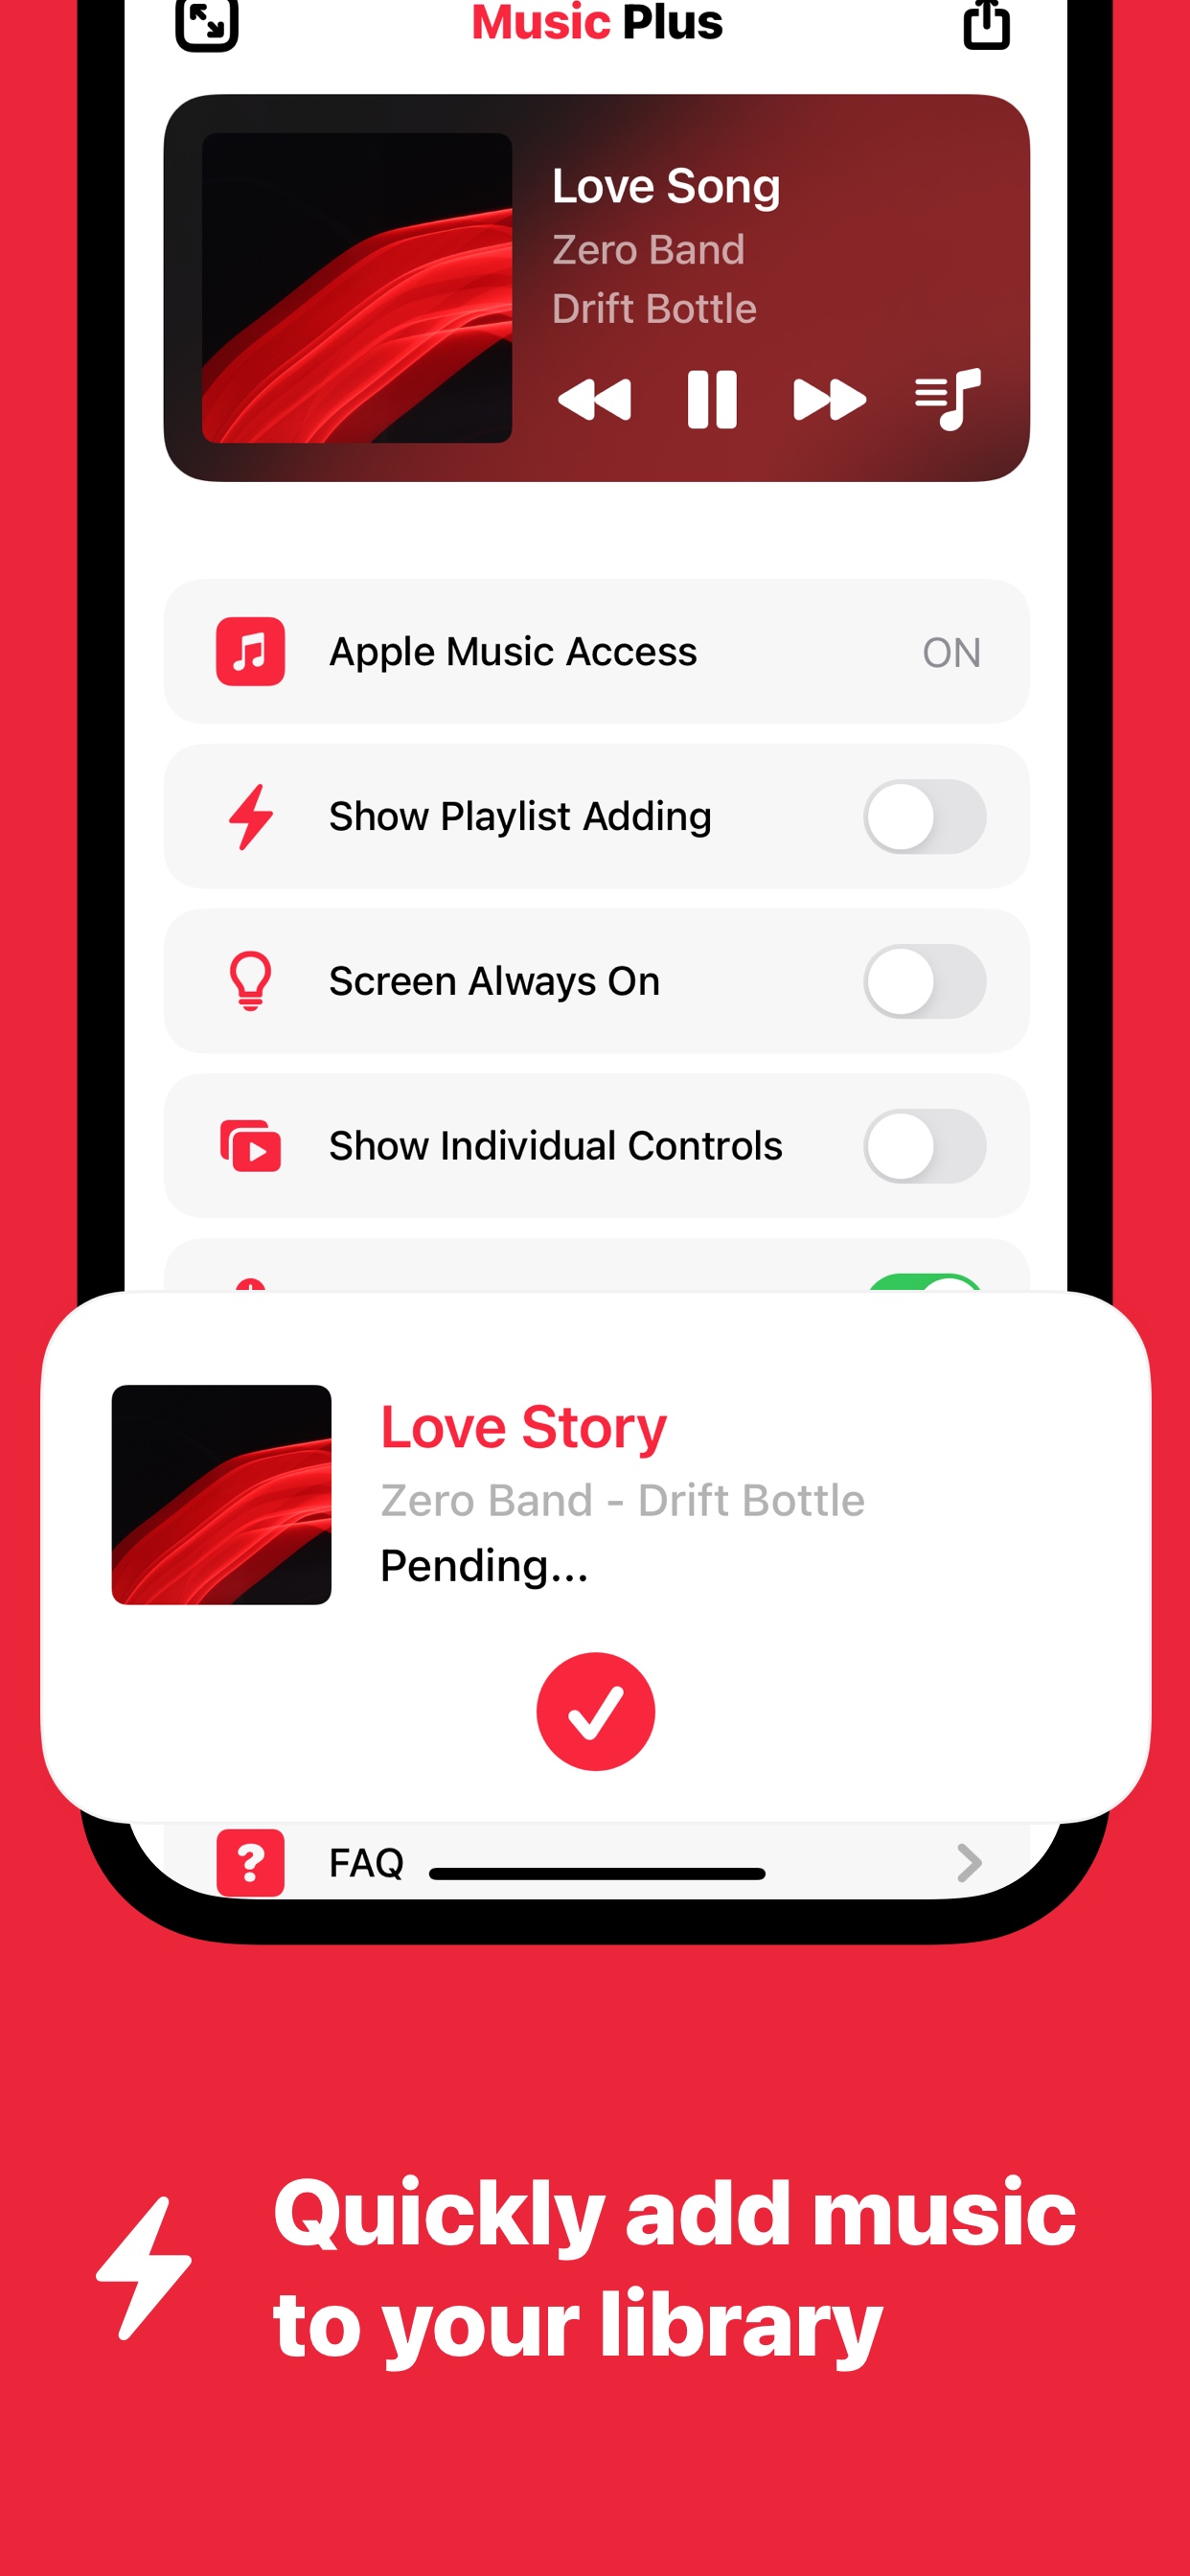 Music Plus
Love Song
Zero Band
Drift Bottle
Apple Music Access
ON
Show Playlist Adding
Screen Always On
Show Individual Controls
Love Story
Zero Band - Drift Bottle
Pending...
?
FAQ
Quickly add music
to your library